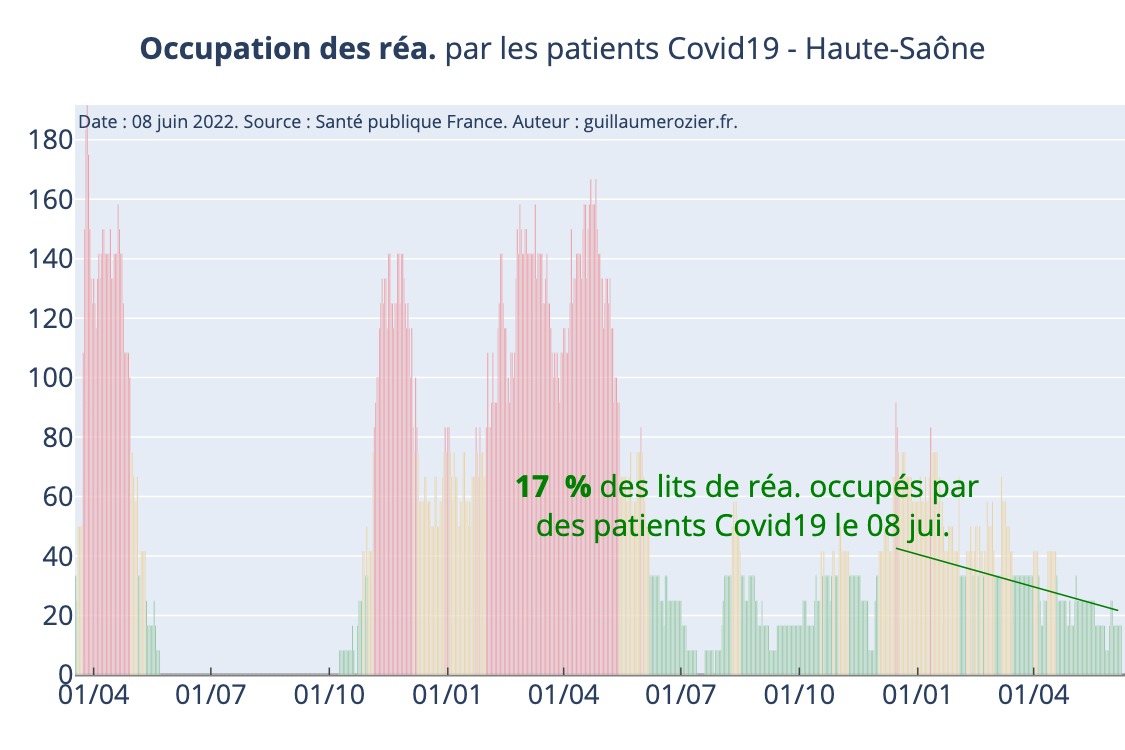 Occupation des réa. par les patients Covid19 - Haute-Saône
Date : 08 juin 2022. Source : Santé publique France. Auteur : guillaumerozier.fr.
180
160
140
120
100
80
60
40
20
0
17 % des lits de réa. occupés par
des patients Covid19 le 08 jui.
01/04 01/07 01/10 01/01 01/04 01/07 01/10 01/01 01/04